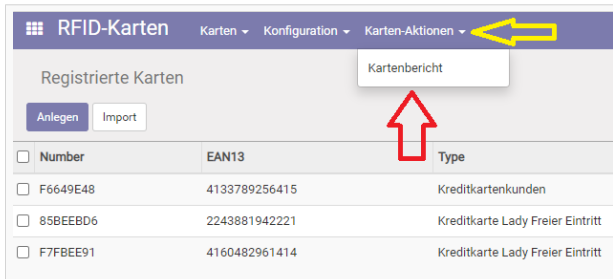 RFID-Karten Karten Konfiguration Karten-Aktionen
Kartenbericht
Registrierte Karten
Anlegen Import
Number EAN13 Type
F6649E48 4133789256415 Kreditkartenkunden
85BEEBD6 2243881942221 Kreditkarte Lady Freier Eintritt
F7FBEE91 4160482961414 Kreditkarte Lady Freier Eintritt